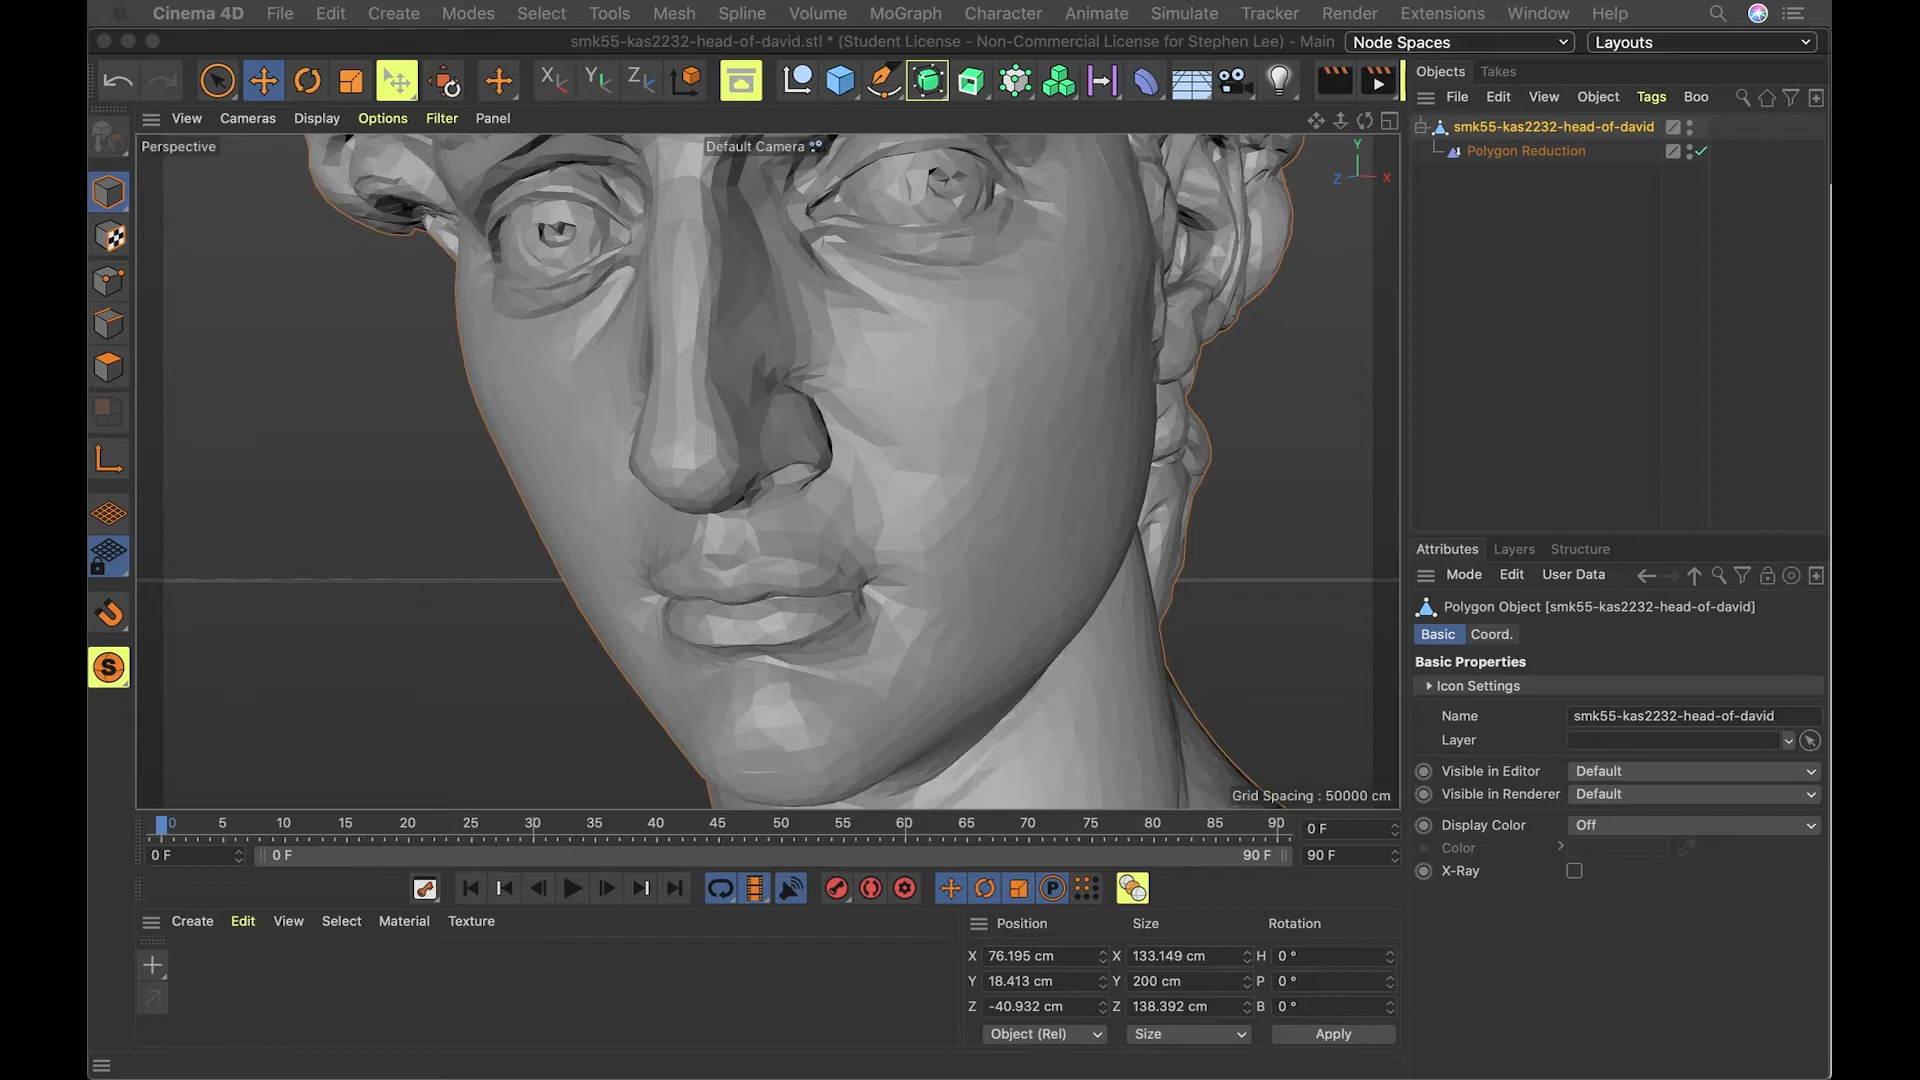 Cinema 4D File Edit Create Modes Select Tools Mesh Spline Volume MoGraph Character Animate Simulate Tracker Render Extensions Window Help
smk55-kas2232-head-of-david.stl * (Student License - Non-Commercial License for Stephen Lee) - Main Node Spaces Layouts
X Y Z
Objects Takes
File Edit View Object Tags Boo
View Cameras Display Options Filter Panel
smk55-kas2232-head-of-david
Polygon Reduction
Perspective
Default Camera
Y
Z X
S
Attributes Layers Structure
Mode Edit User Data
Polygon Object [smk55-kas2232-head-of-david]
Basic Coord.
Basic Properties
Icon Settings
Name smk55-kas2232-head-of-david
Layer
Visible in Editor Default
Visible in Renderer Default
Display Color Off
Color
X-Ray
Grid Spacing : 50000 cm
0 5 10 15 20 25 30 35 40 45 50 55 60 65 70 75 80 85 90 0 F
0 F 0 F 90 F 90 F
P
Create Edit View Select Material Texture
Position Size Rotation
X 76.195 cm X 133.149 cm H 0 °
Y 18.413 cm Y 200 cm P 0 °
Z -40.932 cm Z 138.392 cm B 0 °
Object (Rel) Size Apply